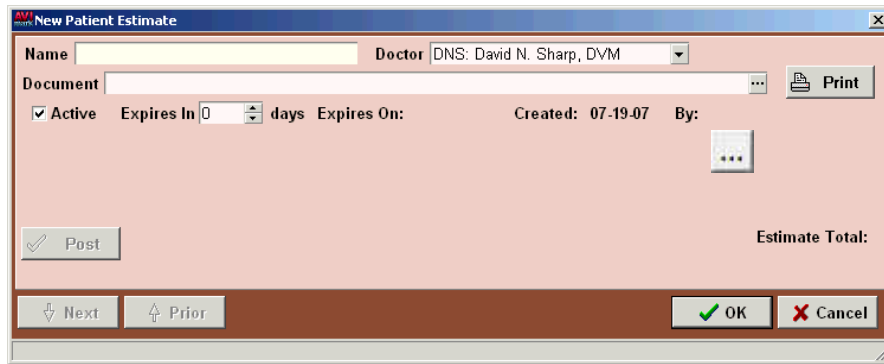 AVImark New Patient Estimate
Name Doctor DNS: David N. Sharp, DVM
Document ... Print
Active Expires In 0 days Expires On: Created: 07-19-07 By:
...
Post Estimate Total:
Next Prior OK Cancel